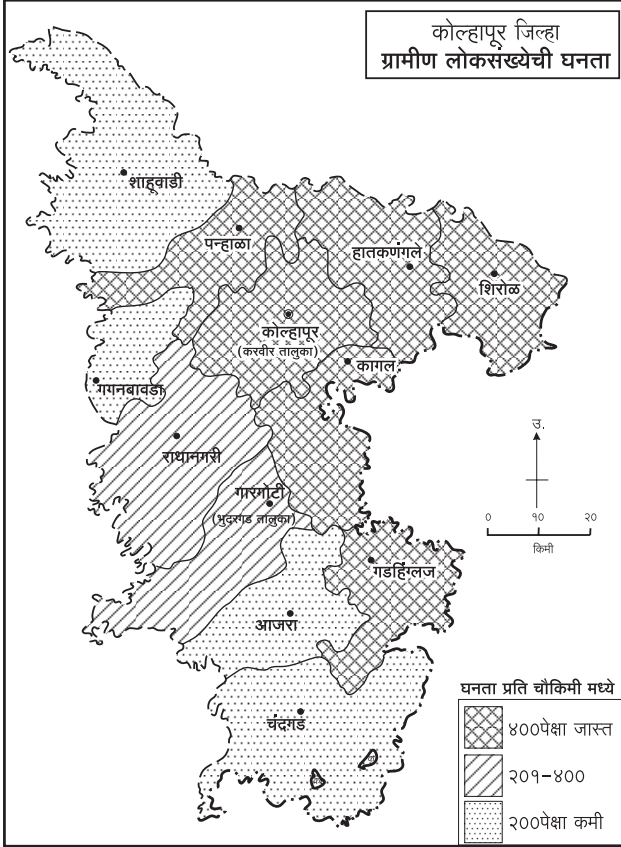 कोल्हापूर जिल्हा
ग्रामीण लोकसंख्येची घनता
शाहूवाडी
पन्हाळा
हातकणंगले
शिरोळ
कोल्हापूर
(करवीर तालुका)
कागल
गगनबावडा
राधानगरी
गारगोटी
(भुदरगड तालुका)
उ.
० १० २०
किमी
गडहिंग्लज
आजरा
चंदगड
घनता प्रति चौकिमी मध्ये
४००पेक्षा जास्त
२०१-४००
२००पेक्षा कमी